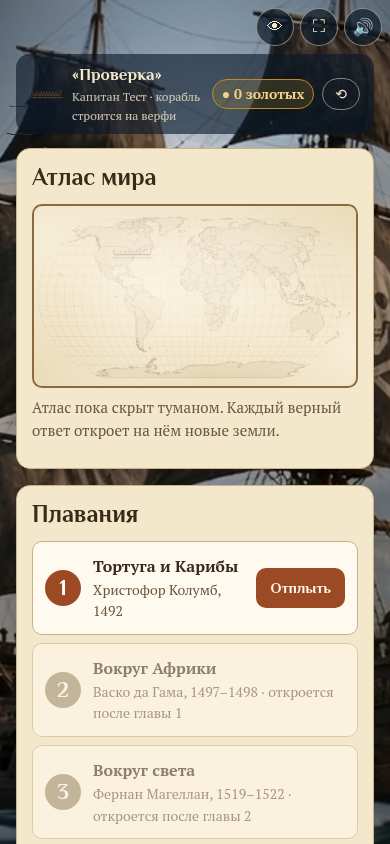 «Проверка»
Капитан Тест · корабль
строится на верфи
● 0 золотых
Атлас мира
Атлас пока скрыт туманом. Каждый верный
ответ откроет на нём новые земли.
Плавания
1
Тортуга и Карибы
Христофор Колумб,
1492
Отплыть
2
Вокруг Африки
Васко да Гама, 1497–1498 · откроется
после главы 1
3
Вокруг света
Фернан Магеллан, 1519–1522 ·
откроется после главы 2